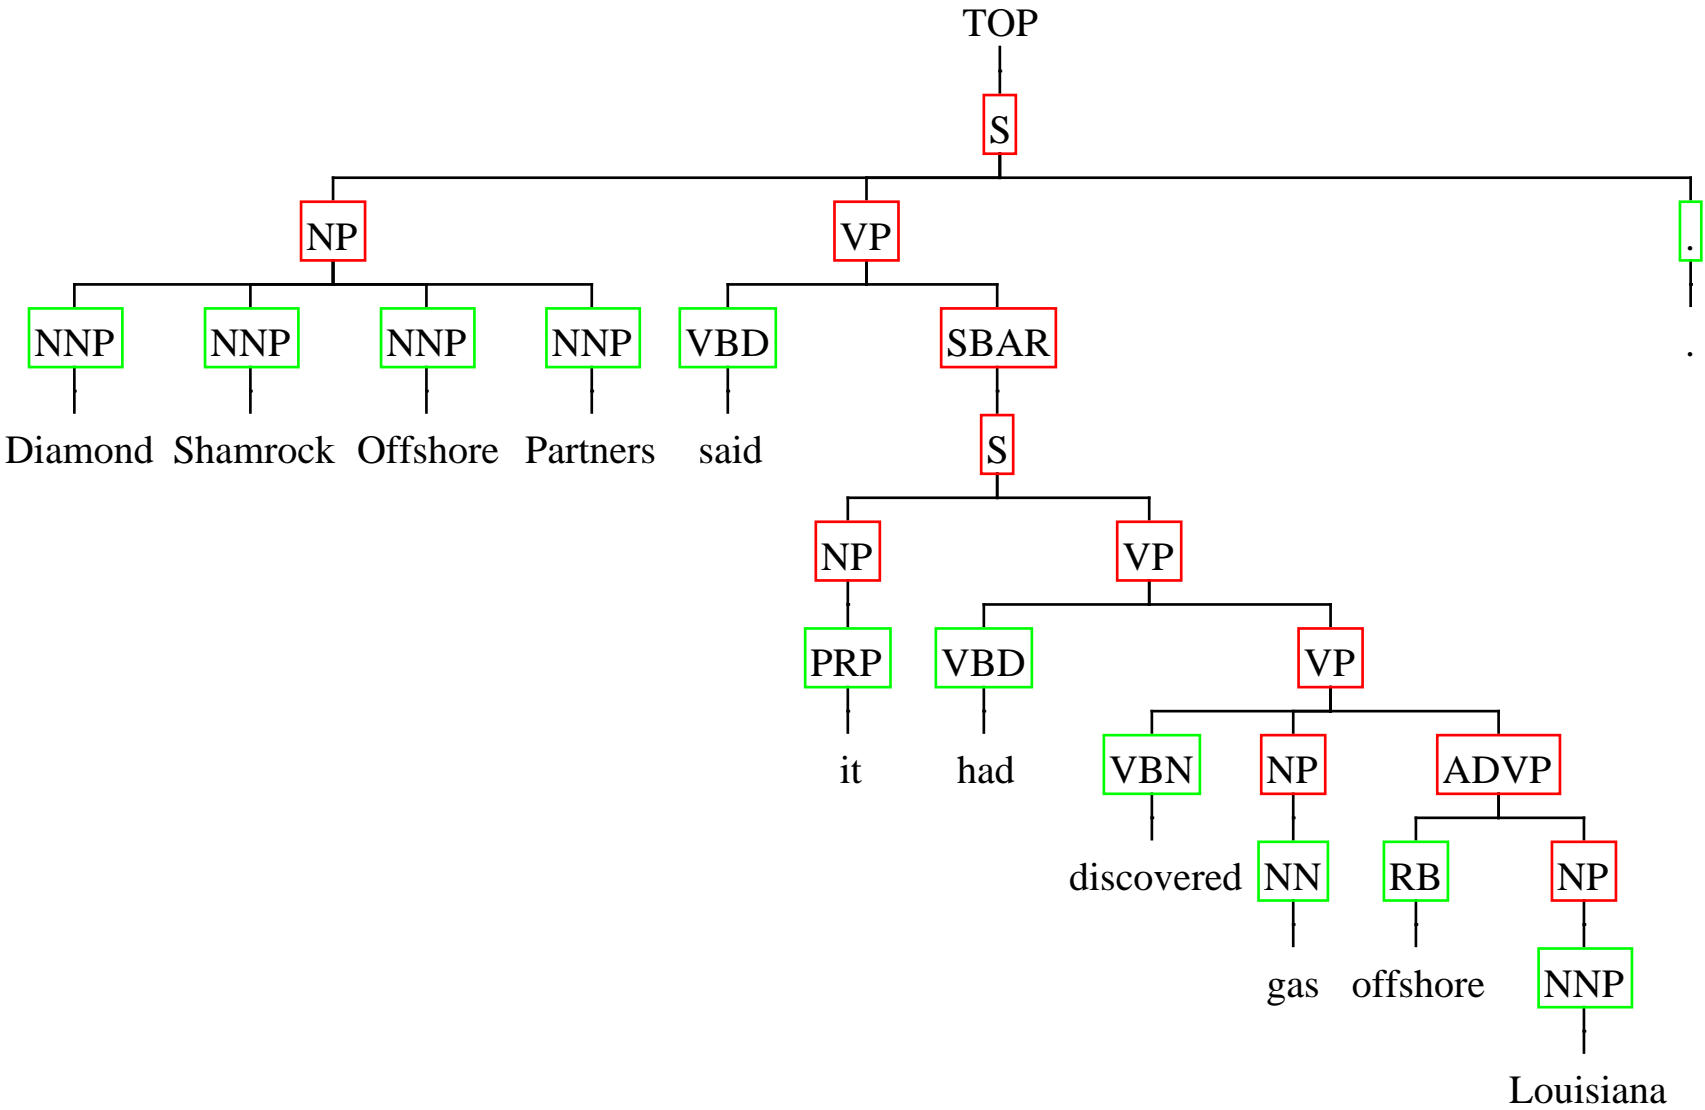 TOP
S
NP VP .
NNP NNP NNP NNP VBD SBAR .
Diamond Shamrock Offshore Partners said S
NP VP
PRP VBD VP
it had VBN NP ADVP
discovered NN RB NP
gas offshore NNP
Louisiana